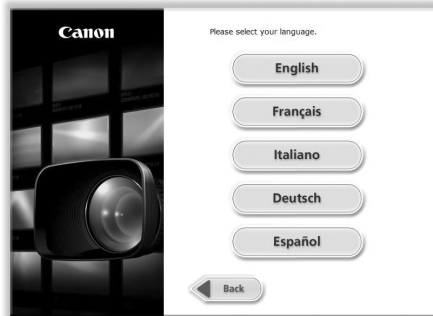 Canon
Please select your language.
English
Français
Italiano
Deutsch
Español
Back